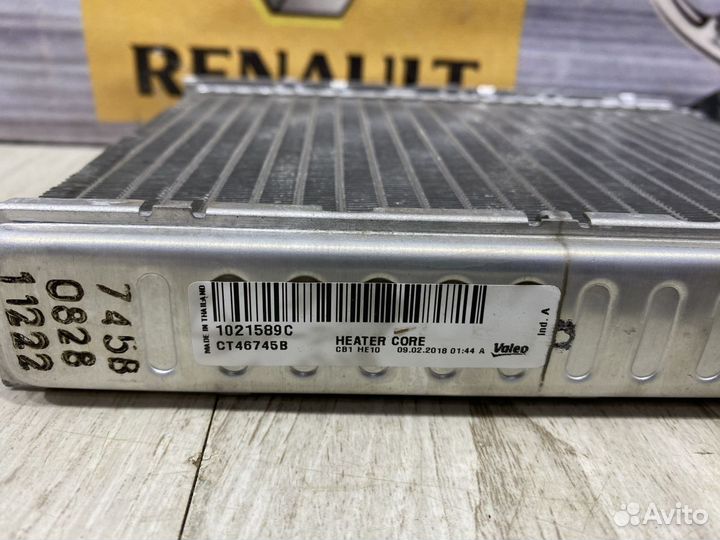 RENAULT
MADE IN THAILAND
1021589C
CT46745B
HEATER CORE
CB1 HE10 09.02.2018 01:44 A
Valeo
Ind. A
745B
0828
11222
Avito